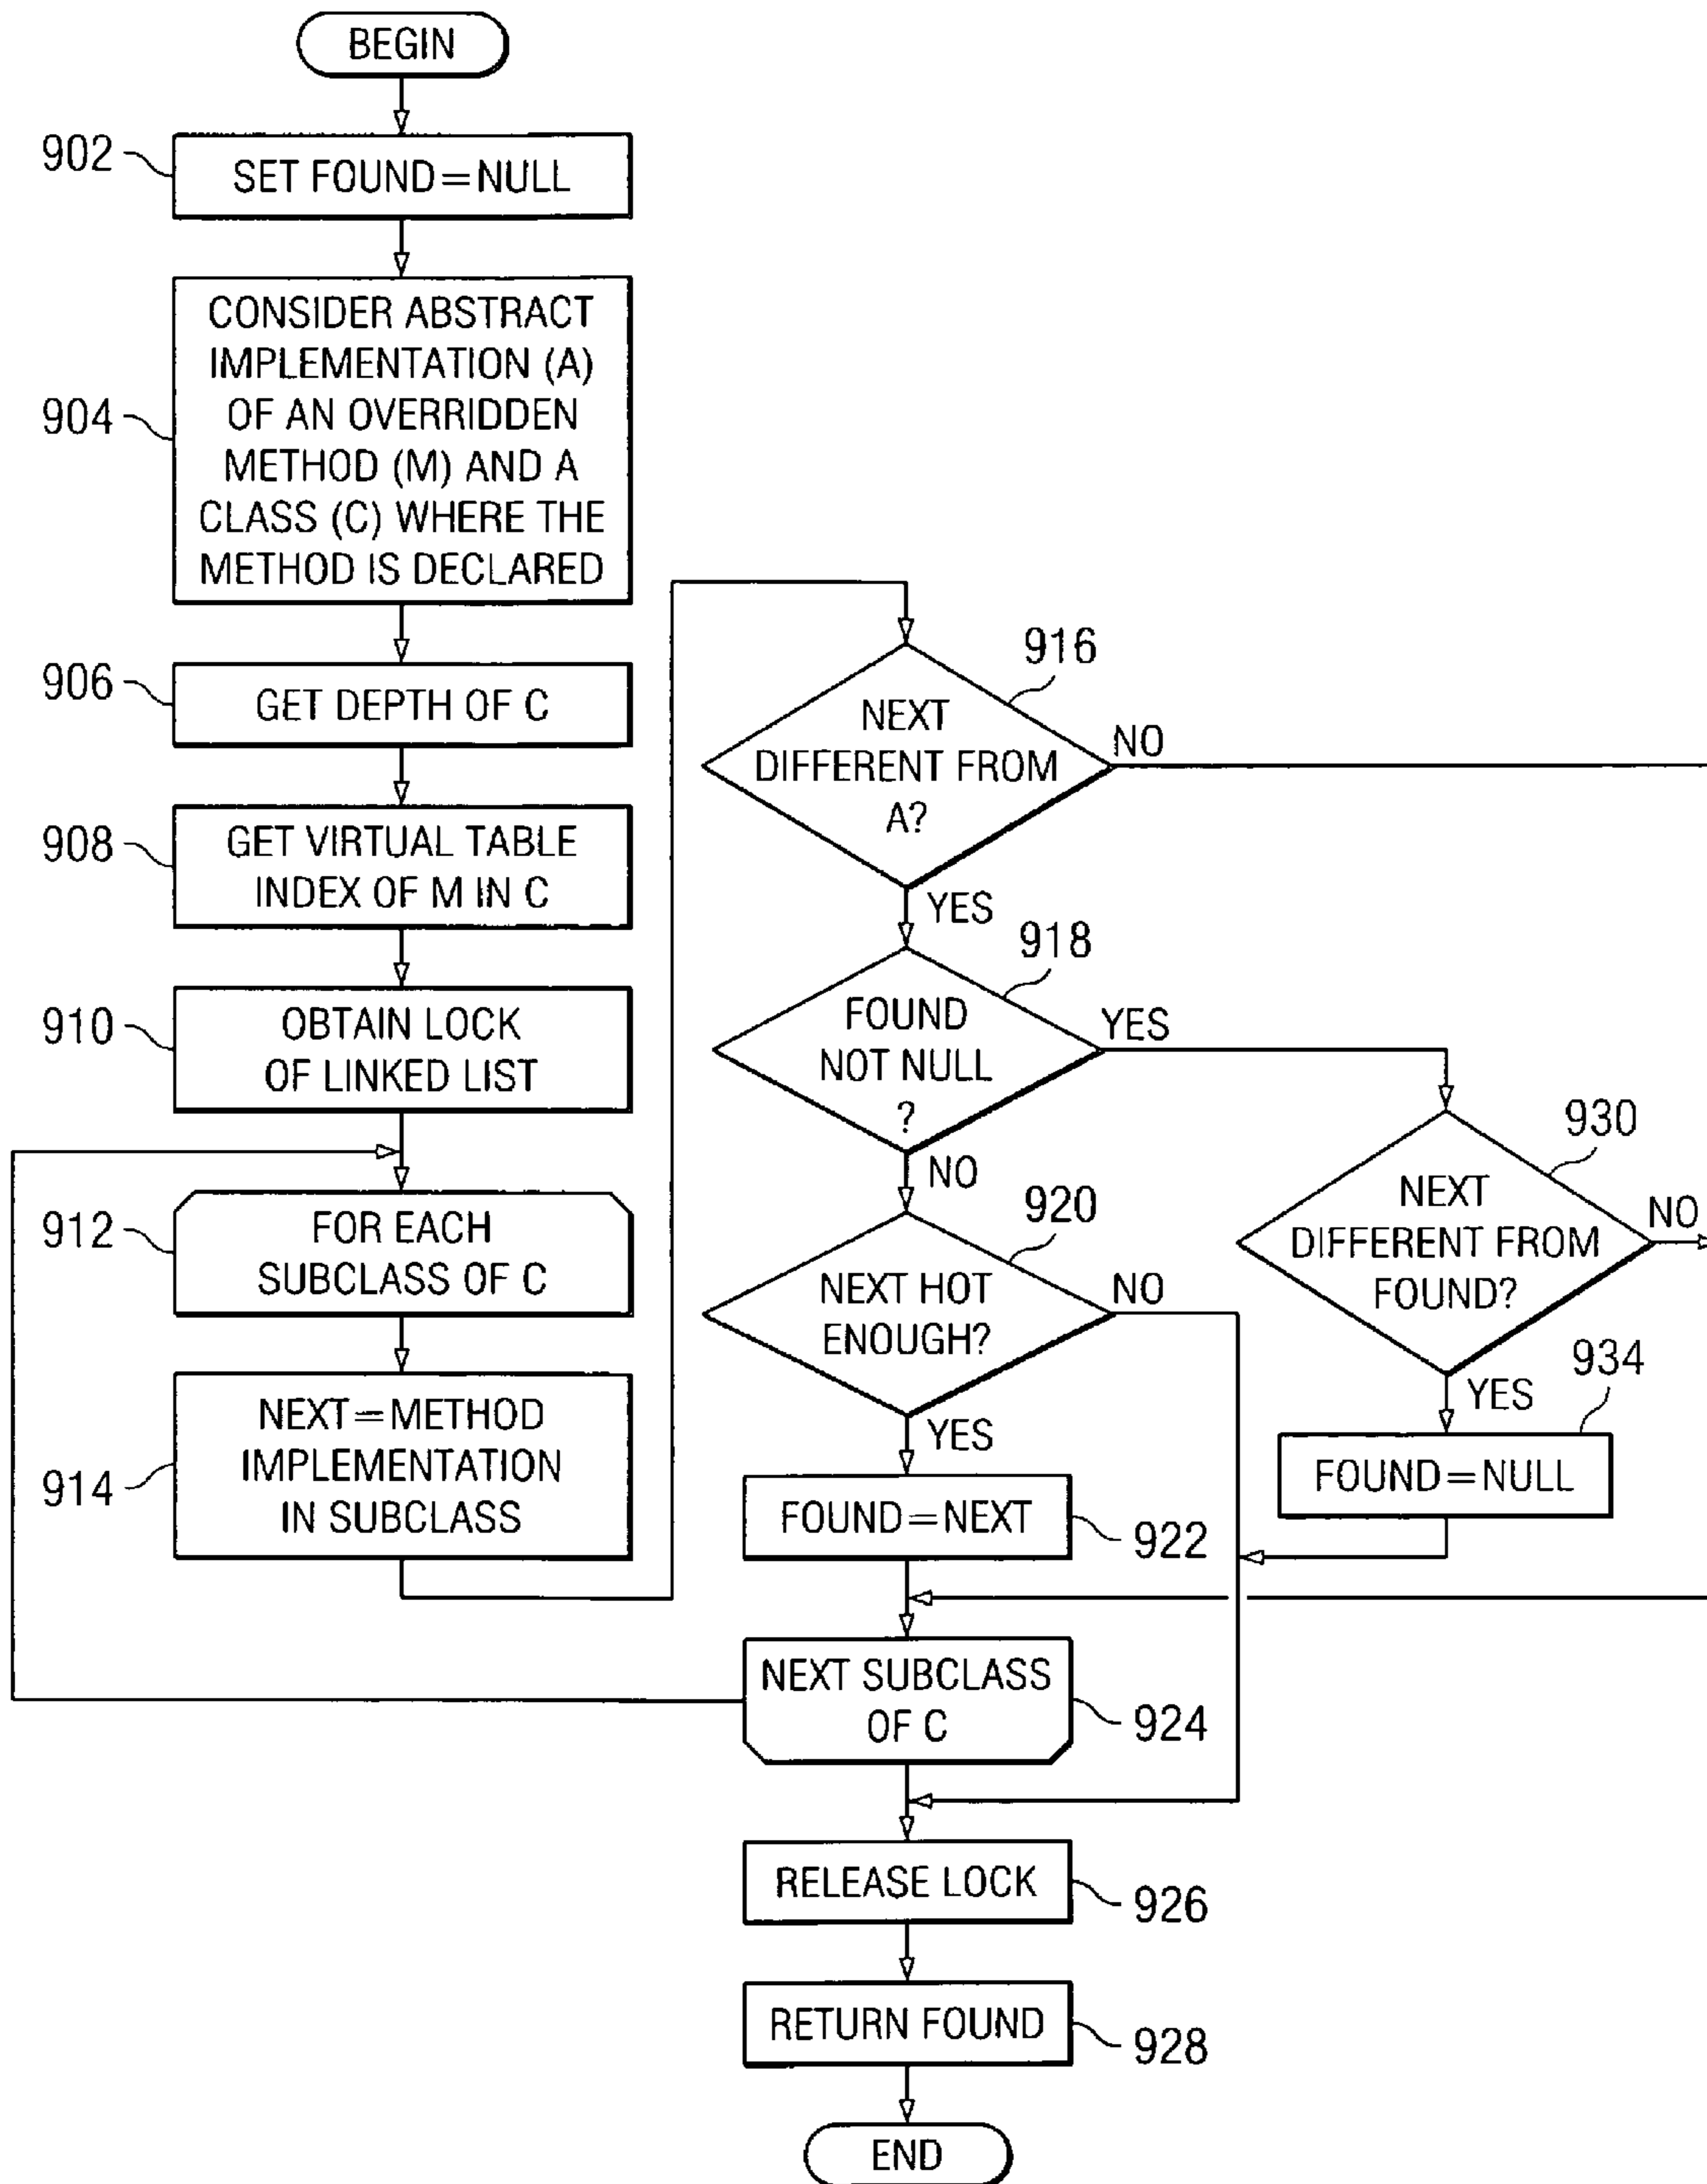 BEGIN
902
SET FOUND=NULL
904
CONSIDER ABSTRACT
IMPLEMENTATION (A)
OF AN OVERRIDDEN
METHOD (M) AND A
CLASS (C) WHERE THE
METHOD IS DECLARED
906
GET DEPTH OF C
908
GET VIRTUAL TABLE
INDEX OF M IN C
910
OBTAIN LOCK
OF LINKED LIST
912
FOR EACH
SUBCLASS OF C
914
NEXT=METHOD
IMPLEMENTATION
IN SUBCLASS
916
NEXT
DIFFERENT FROM
A?
NO
YES
918
FOUND
NOT NULL
?
YES
NO
920
NEXT HOT
ENOUGH?
NO
YES
FOUND=NEXT
922
930
NEXT
DIFFERENT FROM
FOUND?
NO
YES
934
FOUND=NULL
NEXT SUBCLASS
OF C
924
RELEASE LOCK
926
RETURN FOUND
928
END